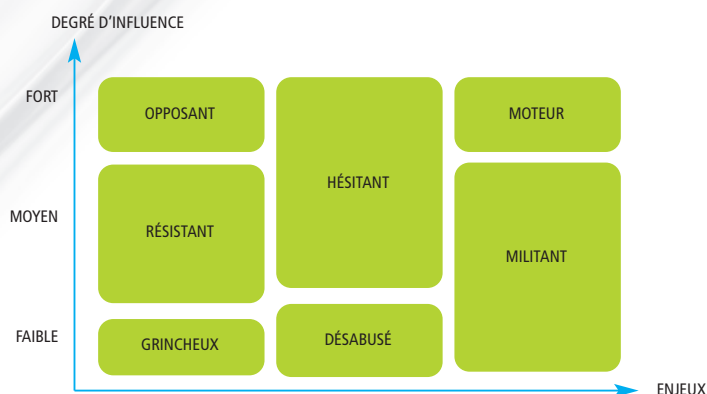 DEGRÉ D'INFLUENCE
FORT
OPPOSANT
MOTEUR
HÉSITANT
MOYEN
RÉSISTANT
MILITANT
FAIBLE
GRINCHEUX
DÉSABUSÉ
ENJEUX